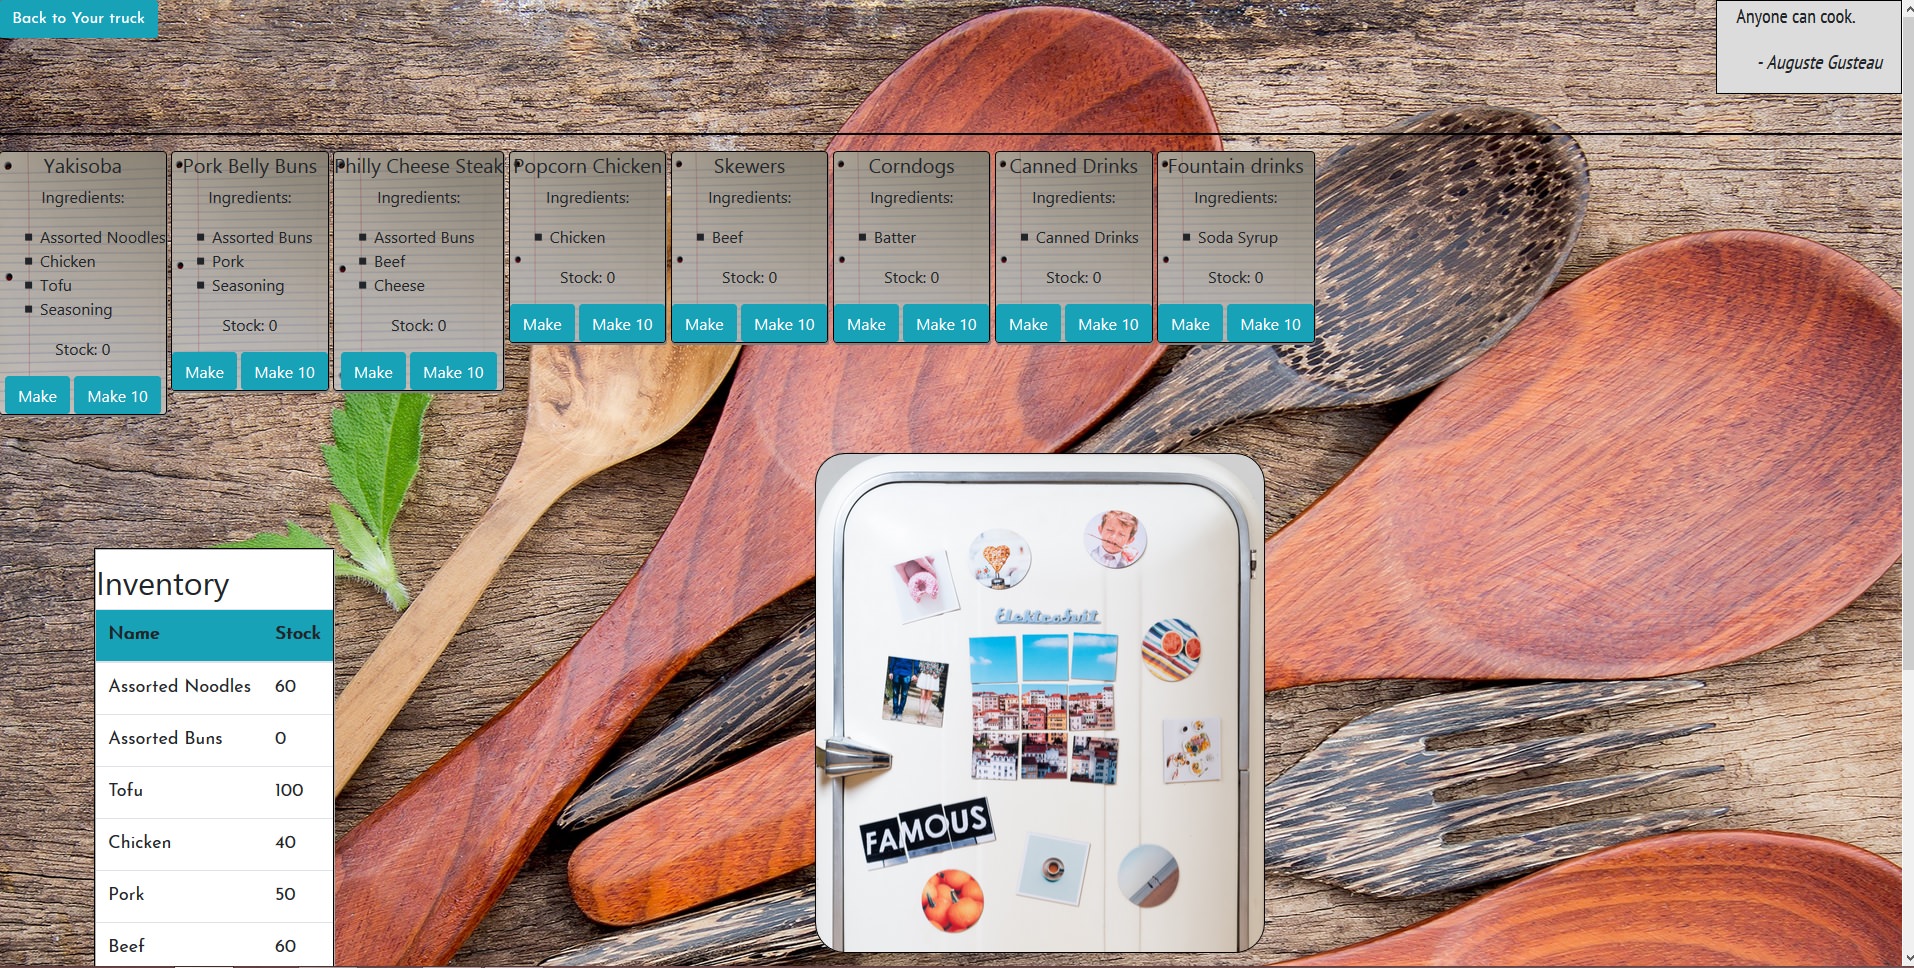 Back to Your truck
Anyone can cook.
- Auguste Gusteau
Yakisoba
Ingredients:
Assorted Noodles
Chicken
Tofu
Seasoning
Stock: 0
Make
Make 10
Pork Belly Buns
Ingredients:
Assorted Buns
Pork
Seasoning
Stock: 0
Make
Make 10
Philly Cheese Steak
Ingredients:
Assorted Buns
Beef
Cheese
Stock: 0
Make
Make 10
Popcorn Chicken
Ingredients:
Chicken
Stock: 0
Make
Make 10
Skewers
Ingredients:
Beef
Stock: 0
Make
Make 10
Corndogs
Ingredients:
Batter
Stock: 0
Make
Make 10
Canned Drinks
Ingredients:
Canned Drinks
Stock: 0
Make
Make 10
Fountain drinks
Ingredients:
Soda Syrup
Stock: 0
Make
Make 10
Inventory
Name Stock
Assorted Noodles 60
Assorted Buns 0
Tofu 100
Chicken 40
Pork 50
Beef 60
FAMOUS